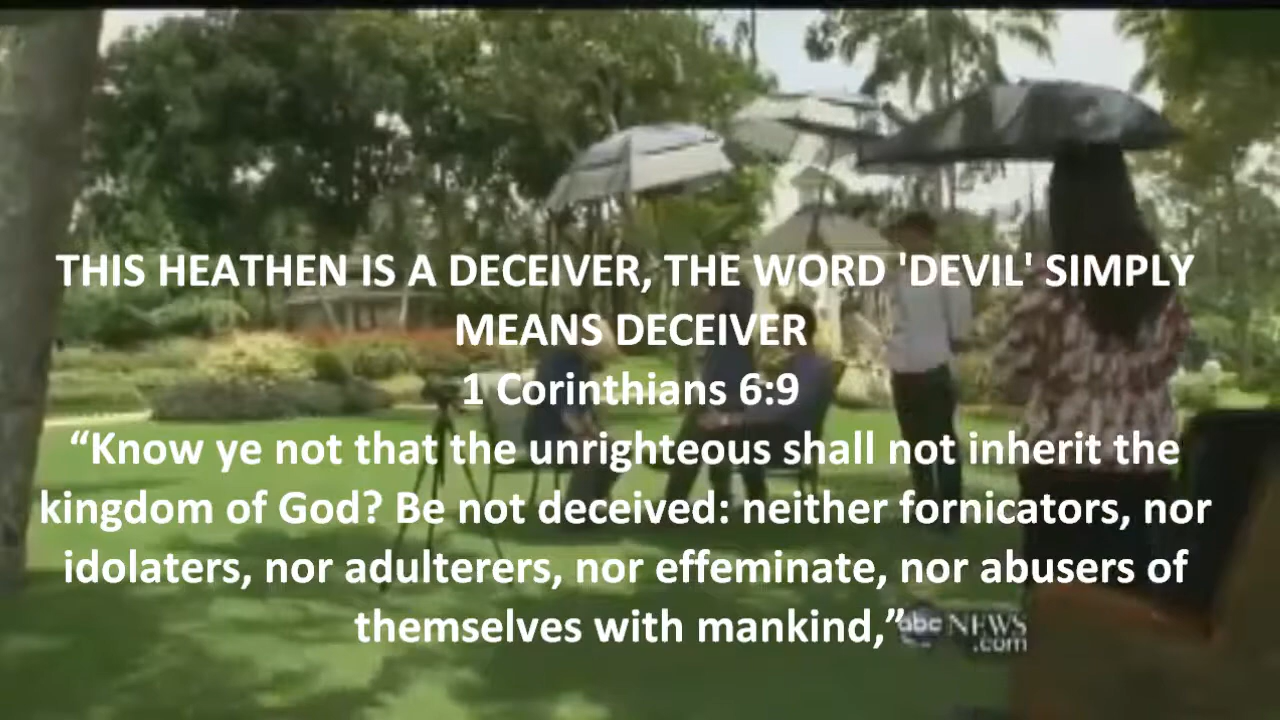 THIS HEATHEN IS A DECEIVER, THE WORD 'DEVIL' SIMPLY
MEANS DECEIVER
1 Corinthians 6:9
“Know ye not that the unrighteous shall not inherit the
kingdom of God? Be not deceived: neither fornicators, nor
idolaters, nor adulterers, nor effeminate, nor abusers of
themselves with mankind,”
abc NEWS
.com